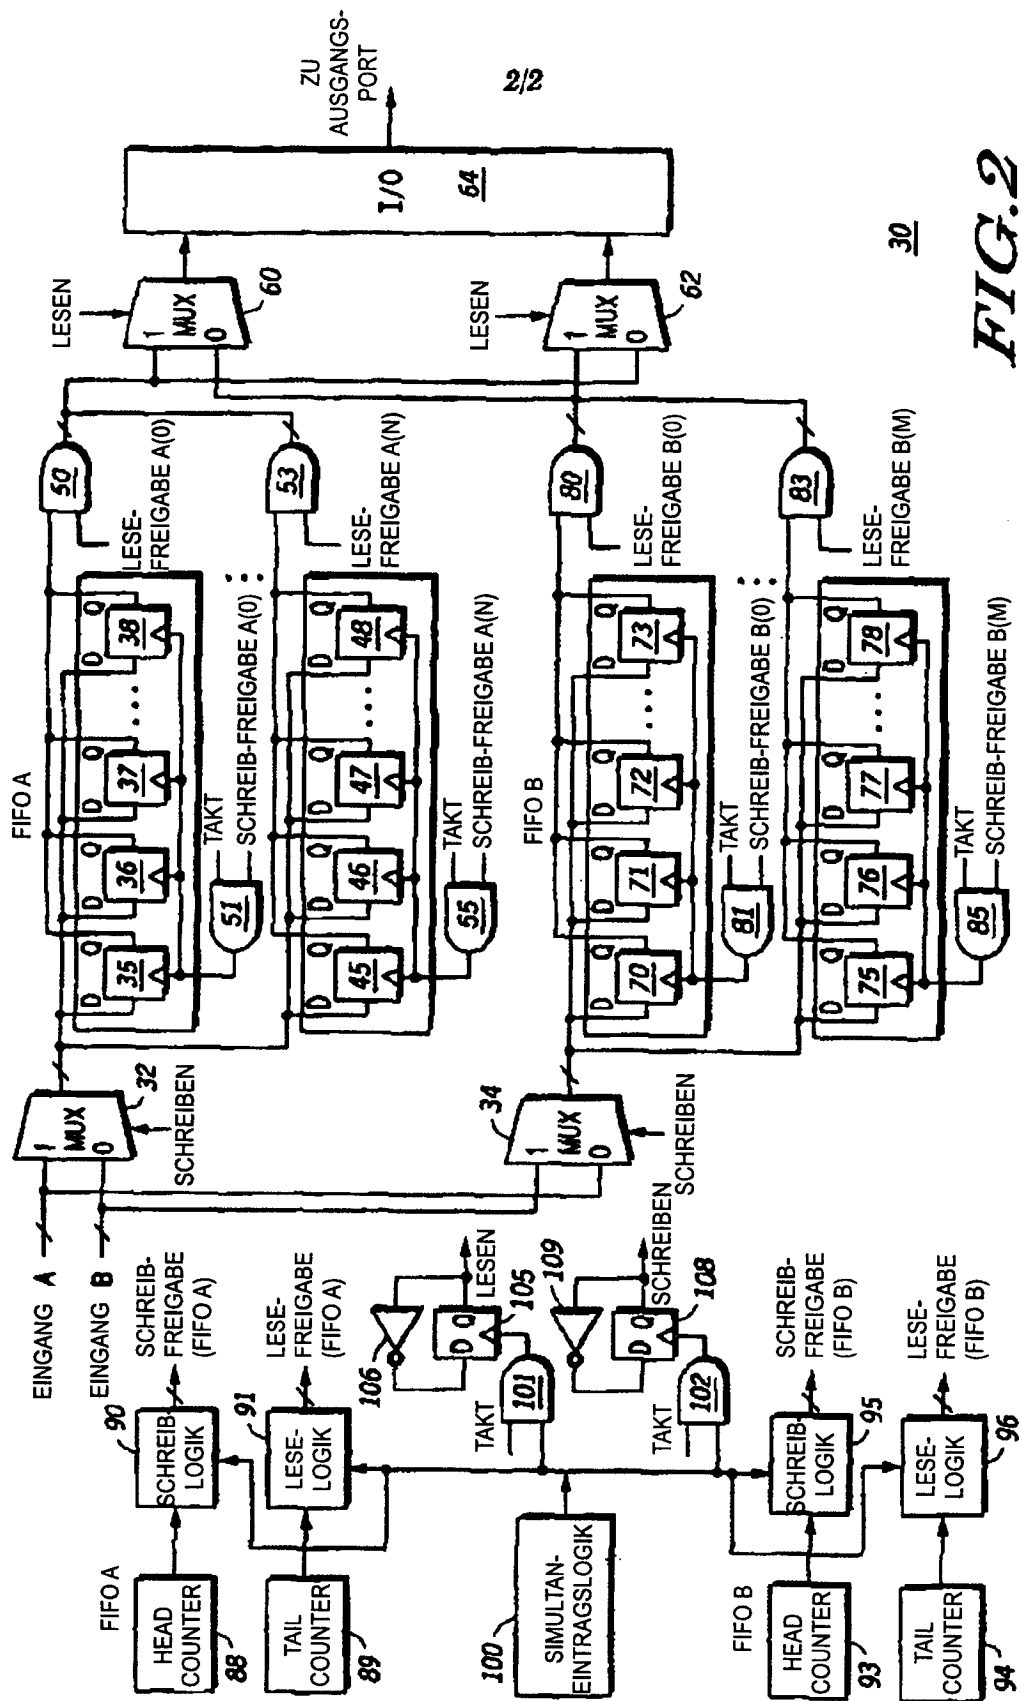 2/2
EINGANG A
EINGANG B
1
MUX
0
32
SCHREIBEN
1
MUX
0
34
SCHREIBEN
FIFO A
D
35
Q
D
36
Q
D
37
Q
...
D
38
Q
51
TAKT
SCHREIB-FREIGABE A(0)
50
LESE-
FREIGABE A(0)
...
D
45
Q
D
46
Q
D
47
Q
...
D
48
Q
55
TAKT
SCHREIB-FREIGABE A(N)
53
LESE-
FREIGABE A(N)
FIFO B
D
70
Q
D
71
Q
D
72
Q
...
D
73
Q
81
TAKT
SCHREIB-FREIGABE B(0)
80
LESE-
FREIGABE B(0)
...
D
75
Q
D
76
Q
D
77
Q
...
D
78
Q
85
TAKT
SCHREIB-FREIGABE B(M)
83
LESE-
FREIGABE B(M)
LESEN
1
MUX
0
60
LESEN
1
MUX
0
62
I/O
64
ZU
AUSGANGS-
PORT
FIFO A
HEAD
COUNTER
88
90
SCHREIB-
LOGIK
SCHREIB-
FREIGABE
(FIFO A)
TAIL
COUNTER
89
91
LESE-
LOGIK
LESE-
FREIGABE
(FIFO A)
100
SIMULTAN-
EINTRAGSLOGIK
TAKT
101
106
D Q
105
LESEN
TAKT
102
109
D Q
108
SCHREIBEN
FIFO B
HEAD
COUNTER
93
SCHREIB-
LOGIK
95
SCHREIB-
FREIGABE
(FIFO B)
TAIL
COUNTER
94
LESE-
LOGIK
96
LESE-
FREIGABE
(FIFO B)
30
FIG.2